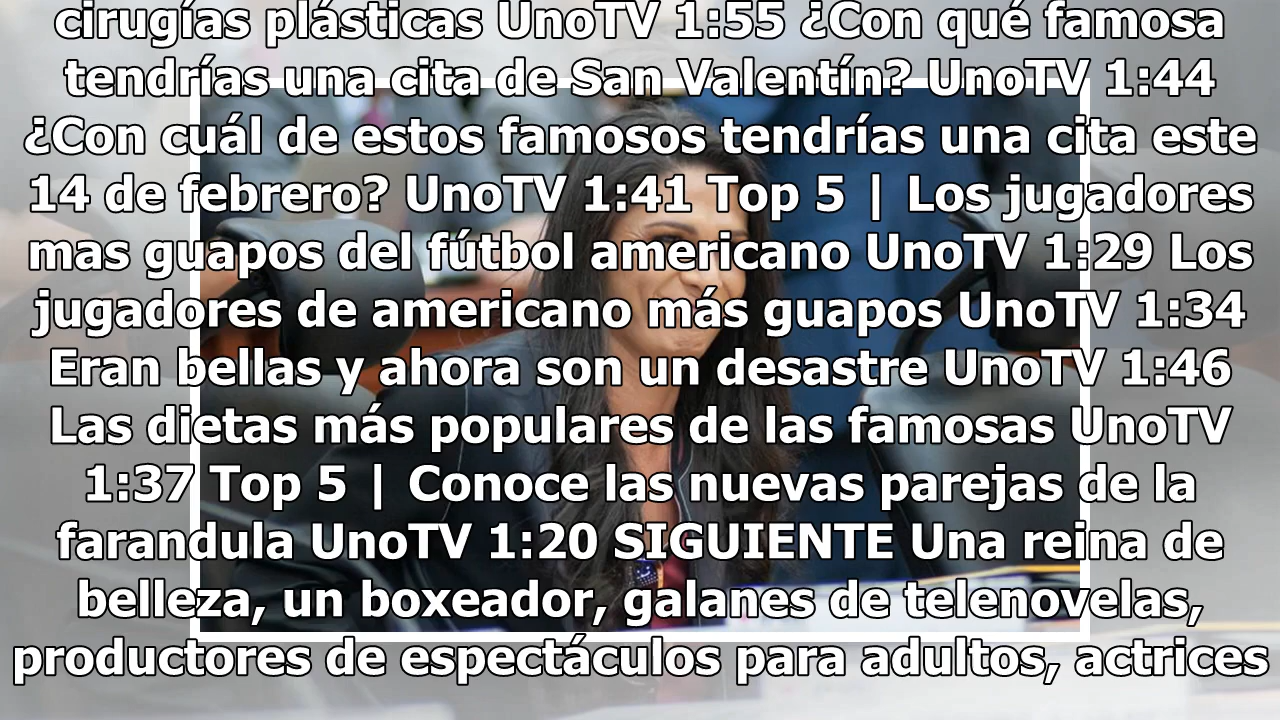 cirugías plásticas UnoTV 1:55 ¿Con qué famosa
tendrías una cita de San Valentín? UnoTV 1:44
¿Con cuál de estos famosos tendrías una cita este
14 de febrero? UnoTV 1:41 Top 5 | Los jugadores
mas guapos del fútbol americano UnoTV 1:29 Los
jugadores de americano más guapos UnoTV 1:34
Eran bellas y ahora son un desastre UnoTV 1:46
Las dietas más populares de las famosas UnoTV
1:37 Top 5 | Conoce las nuevas parejas de la
farandula UnoTV 1:20 SIGUIENTE Una reina de
belleza, un boxeador, galanes de telenovelas,
productores de espectáculos para adultos, actrices